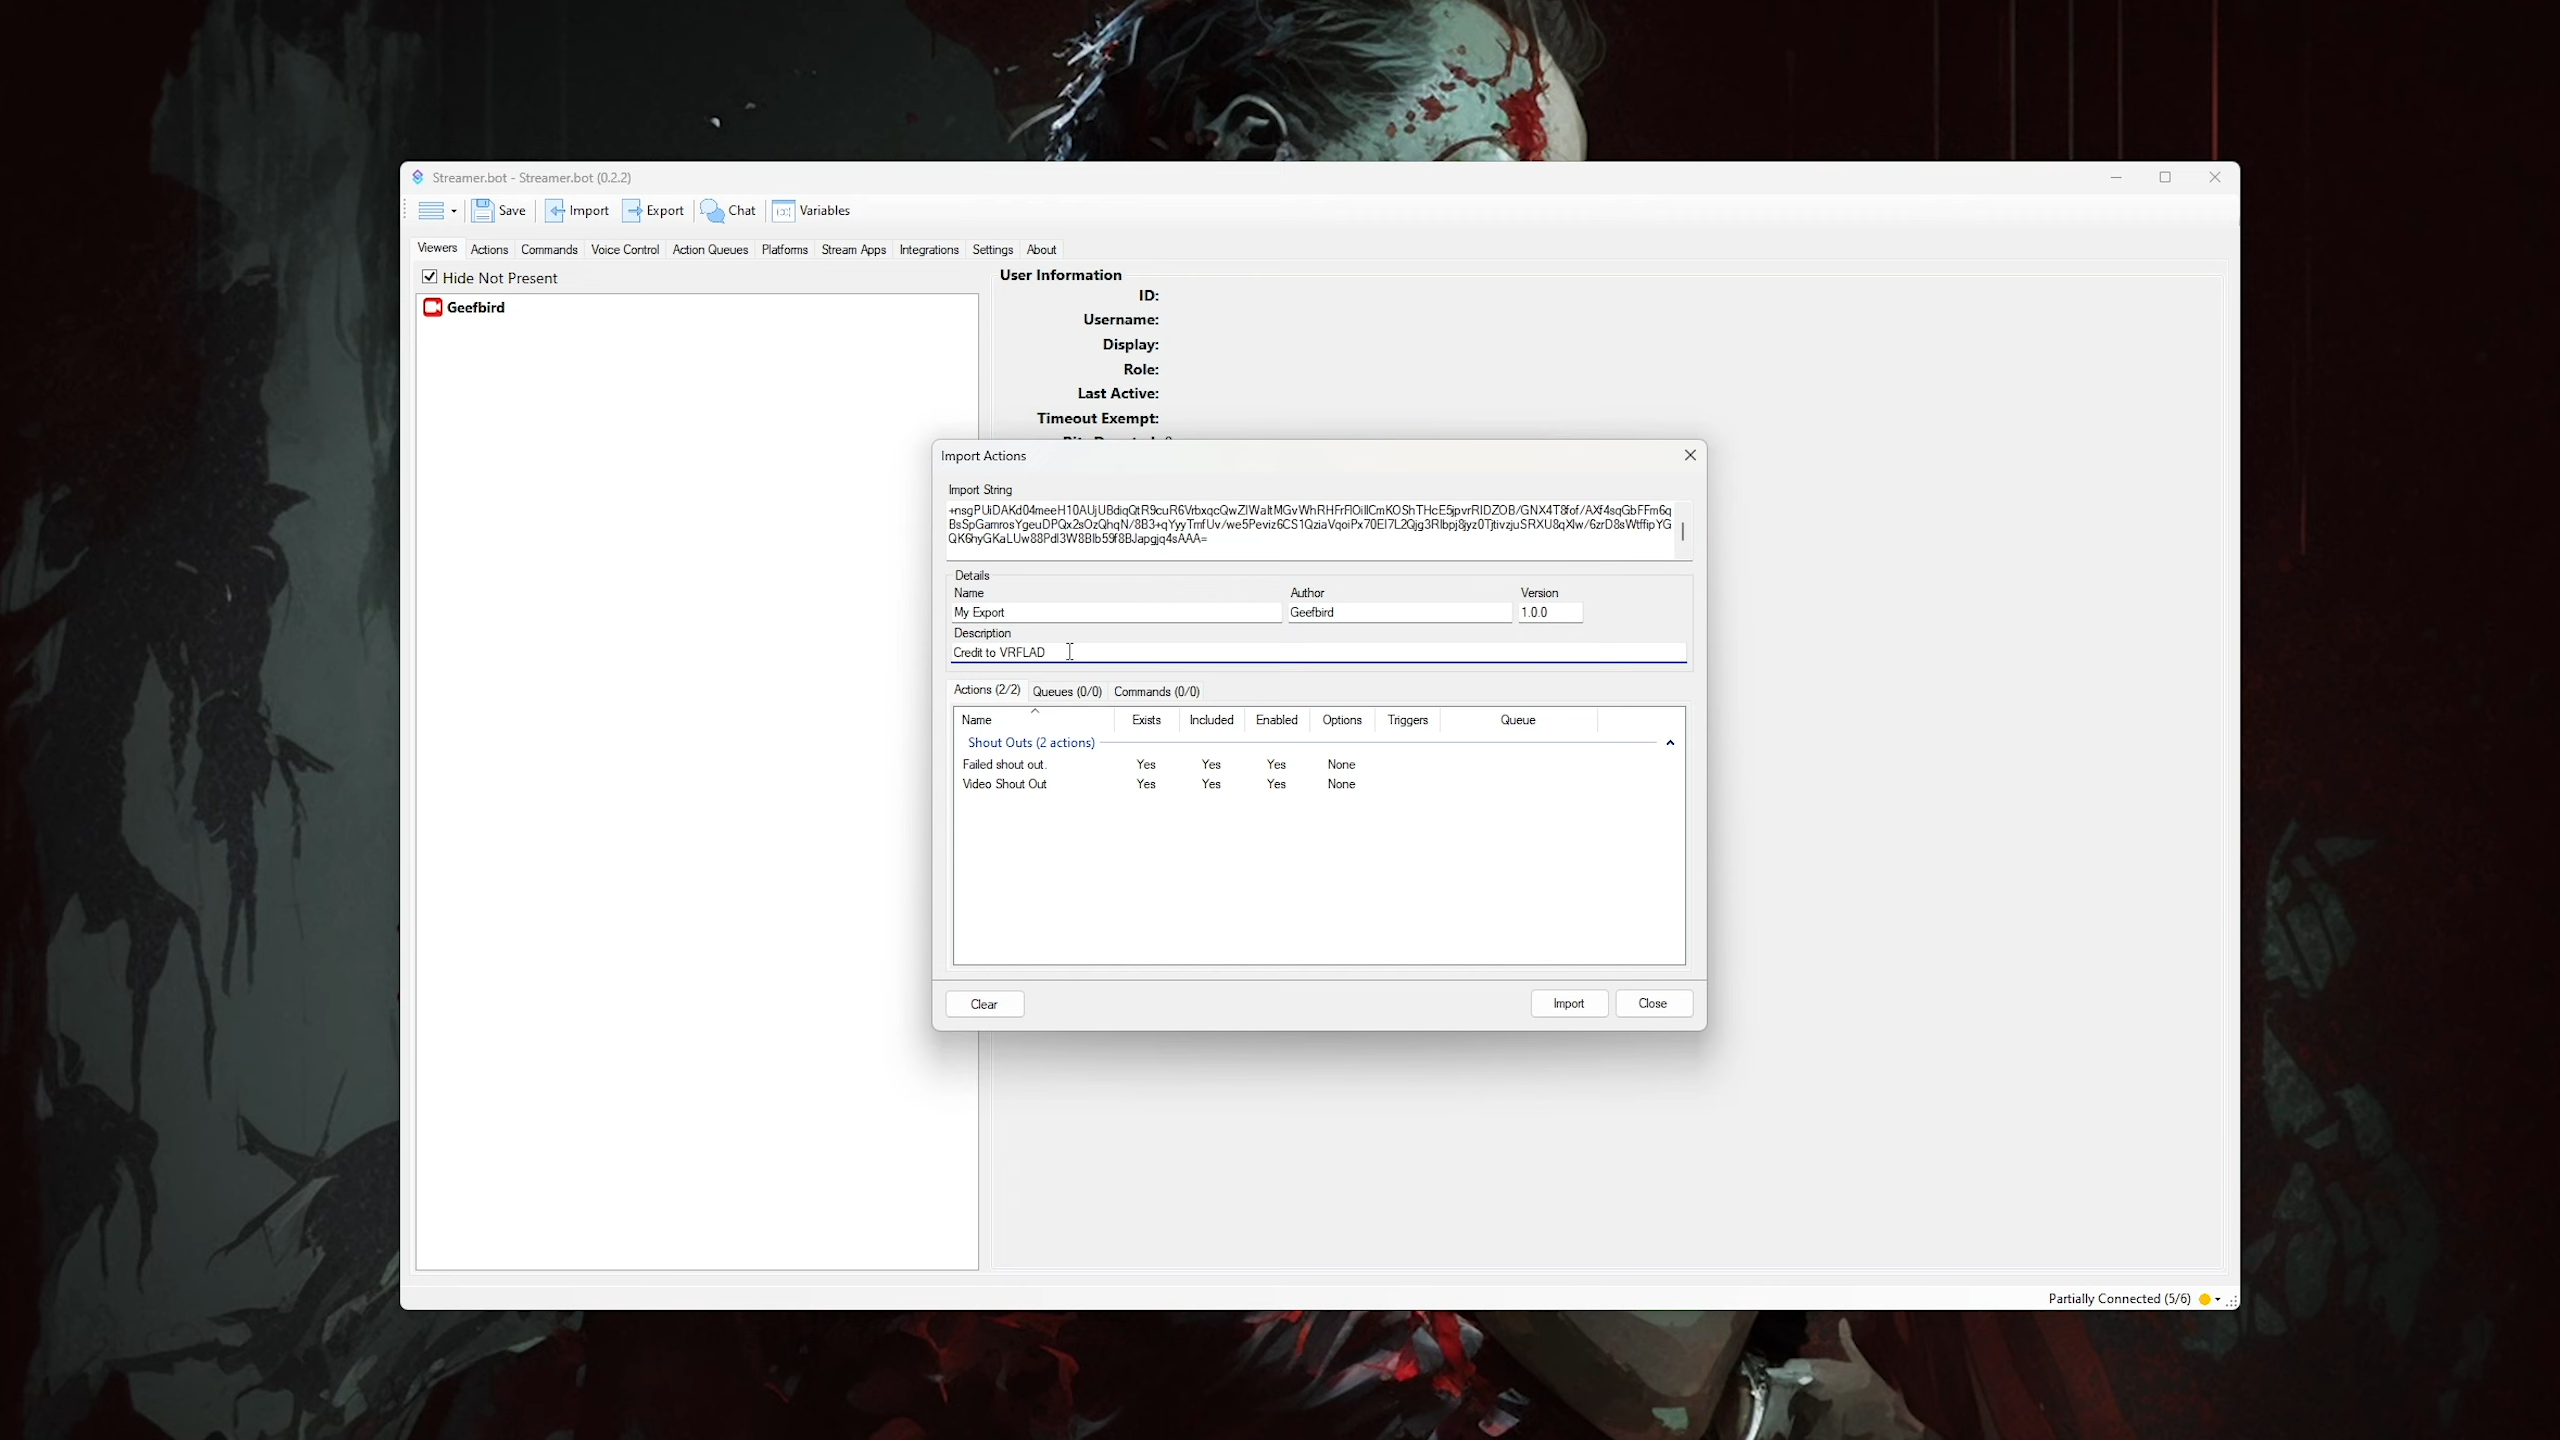 Streamer.bot - Streamer.bot (0.2.2)
Save Import Export Chat Variables
Viewers Actions Commands Voice Control Action Queues Platforms Stream Apps Integrations Settings About
Hide Not Present
Geefbird
User Information
ID:
Username:
Display:
Role:
Last Active:
Timeout Exempt:
Import Actions
Import String
Details
Name Author Version
My Export Geefbird 1.0.0
Description
Credit to VRFLAD
Actions (2/2) Queues (0/0) Commands (0/0)
Name Exists Included Enabled Options Triggers Queue
Shout Outs (2 actions)
Failed shout out. Yes Yes Yes None
Video Shout Out Yes Yes Yes None
Clear Import Close
Partially Connected (5/6)